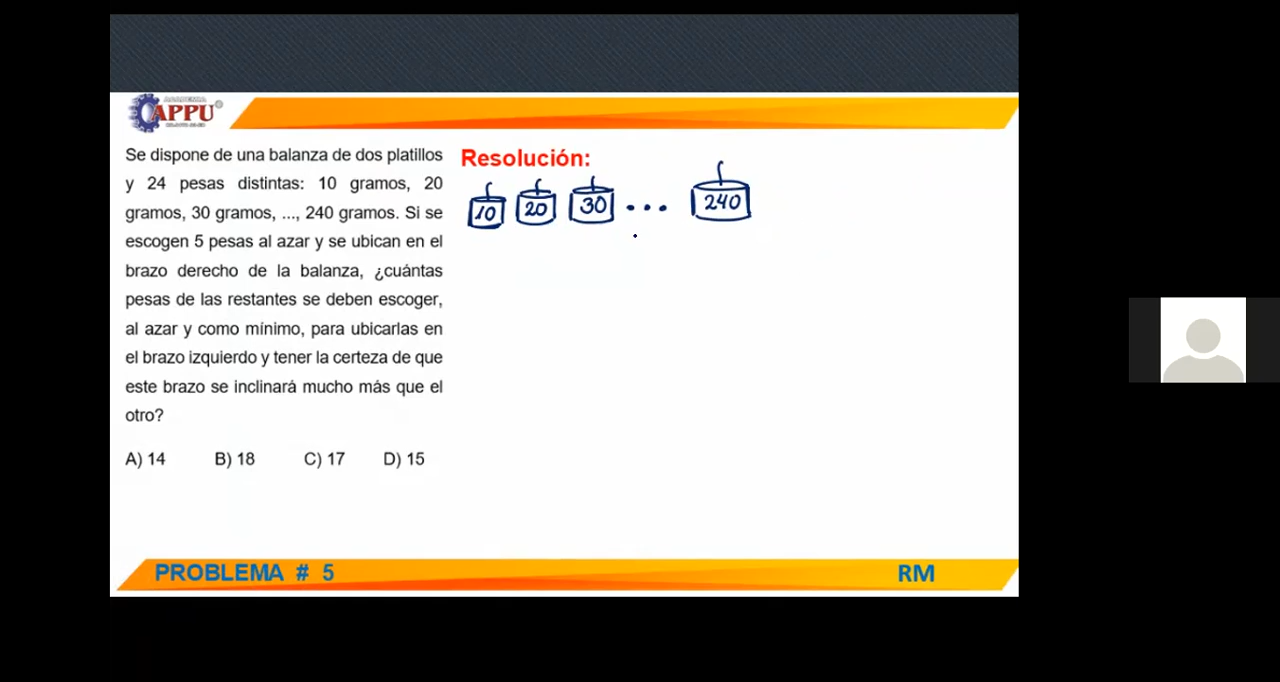 ACADEMIA
APPU
Se dispone de una balanza de dos platillos
y 24 pesas distintas: 10 gramos, 20
gramos, 30 gramos, ..., 240 gramos. Si se
escogen 5 pesas al azar y se ubican en el
brazo derecho de la balanza, ¿cuántas
pesas de las restantes se deben escoger,
al azar y como mínimo, para ubicarlas en
el brazo izquierdo y tener la certeza de que
este brazo se inclinará mucho más que el
otro?
A) 14 B) 18 C) 17 D) 15
Resolución:
10 20 30 ... 240
PROBLEMA # 5
RM